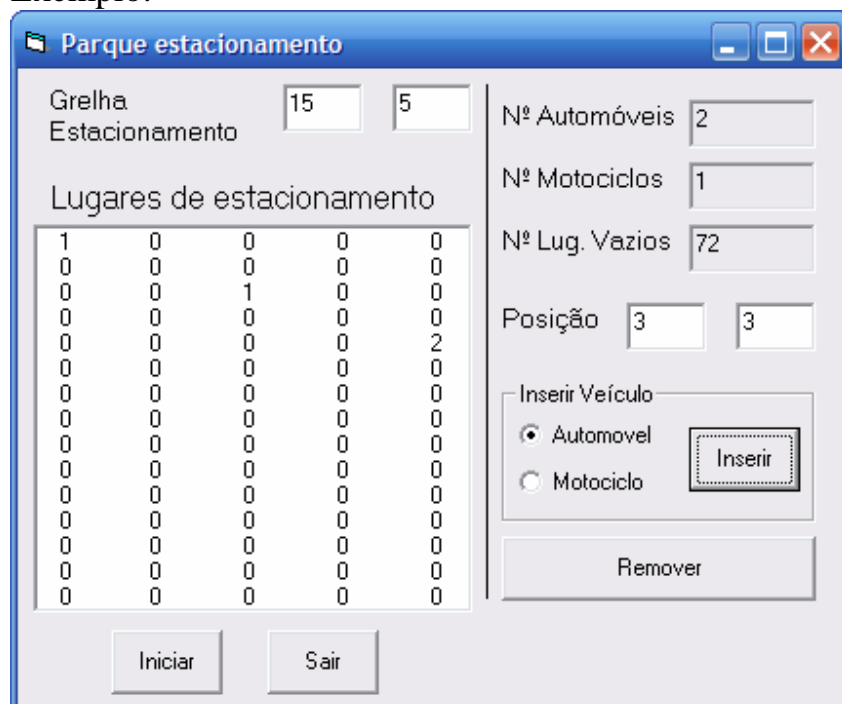 Exemplo:
Parque estacionamento
Grelha
Estacionamento
15 5
Lugares de estacionamento
1 0 0 0 0
0 0 0 0 0
0 0 1 0 0
0 0 0 0 0
0 0 0 0 2
0 0 0 0 0
0 0 0 0 0
0 0 0 0 0
0 0 0 0 0
0 0 0 0 0
0 0 0 0 0
0 0 0 0 0
0 0 0 0 0
0 0 0 0 0
0 0 0 0 0
Iniciar Sair
Nº Automóveis 2
Nº Motociclos 1
Nº Lug. Vazios 72
Posição 3 3
Inserir Veículo
Automovel
Motociclo
Inserir
Remover